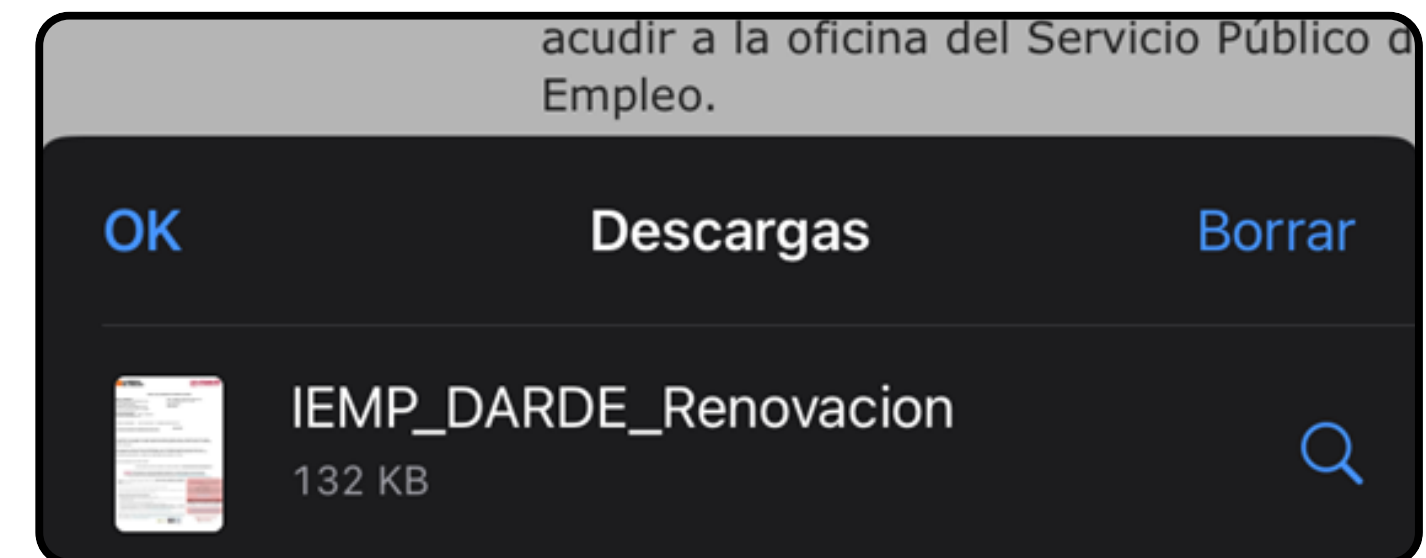 acudir a la oficina del Servicio Público d
Empleo.
OK Descargas Borrar
IEMP_DARDE_Renovacion
132 KB